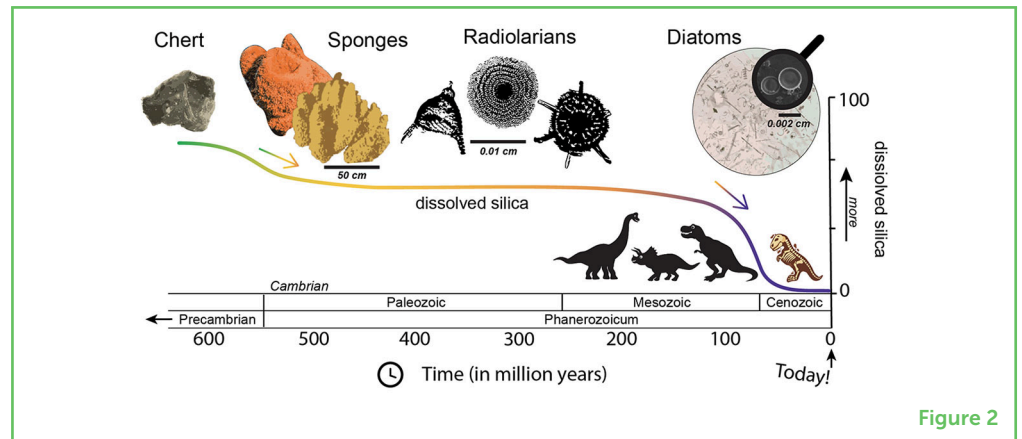 Chert
Sponges
Radiolarians
Diatoms
50 cm
0.01 cm
0.002 cm
100
dissolved silica
more
dissolved silica
0
Cambrian
Paleozoic
Mesozoic
Cenozoic
Precambrian
Phanerozoicum
600 500 400 300 200 100 0
Time (in million years)
Today!
Figure 2